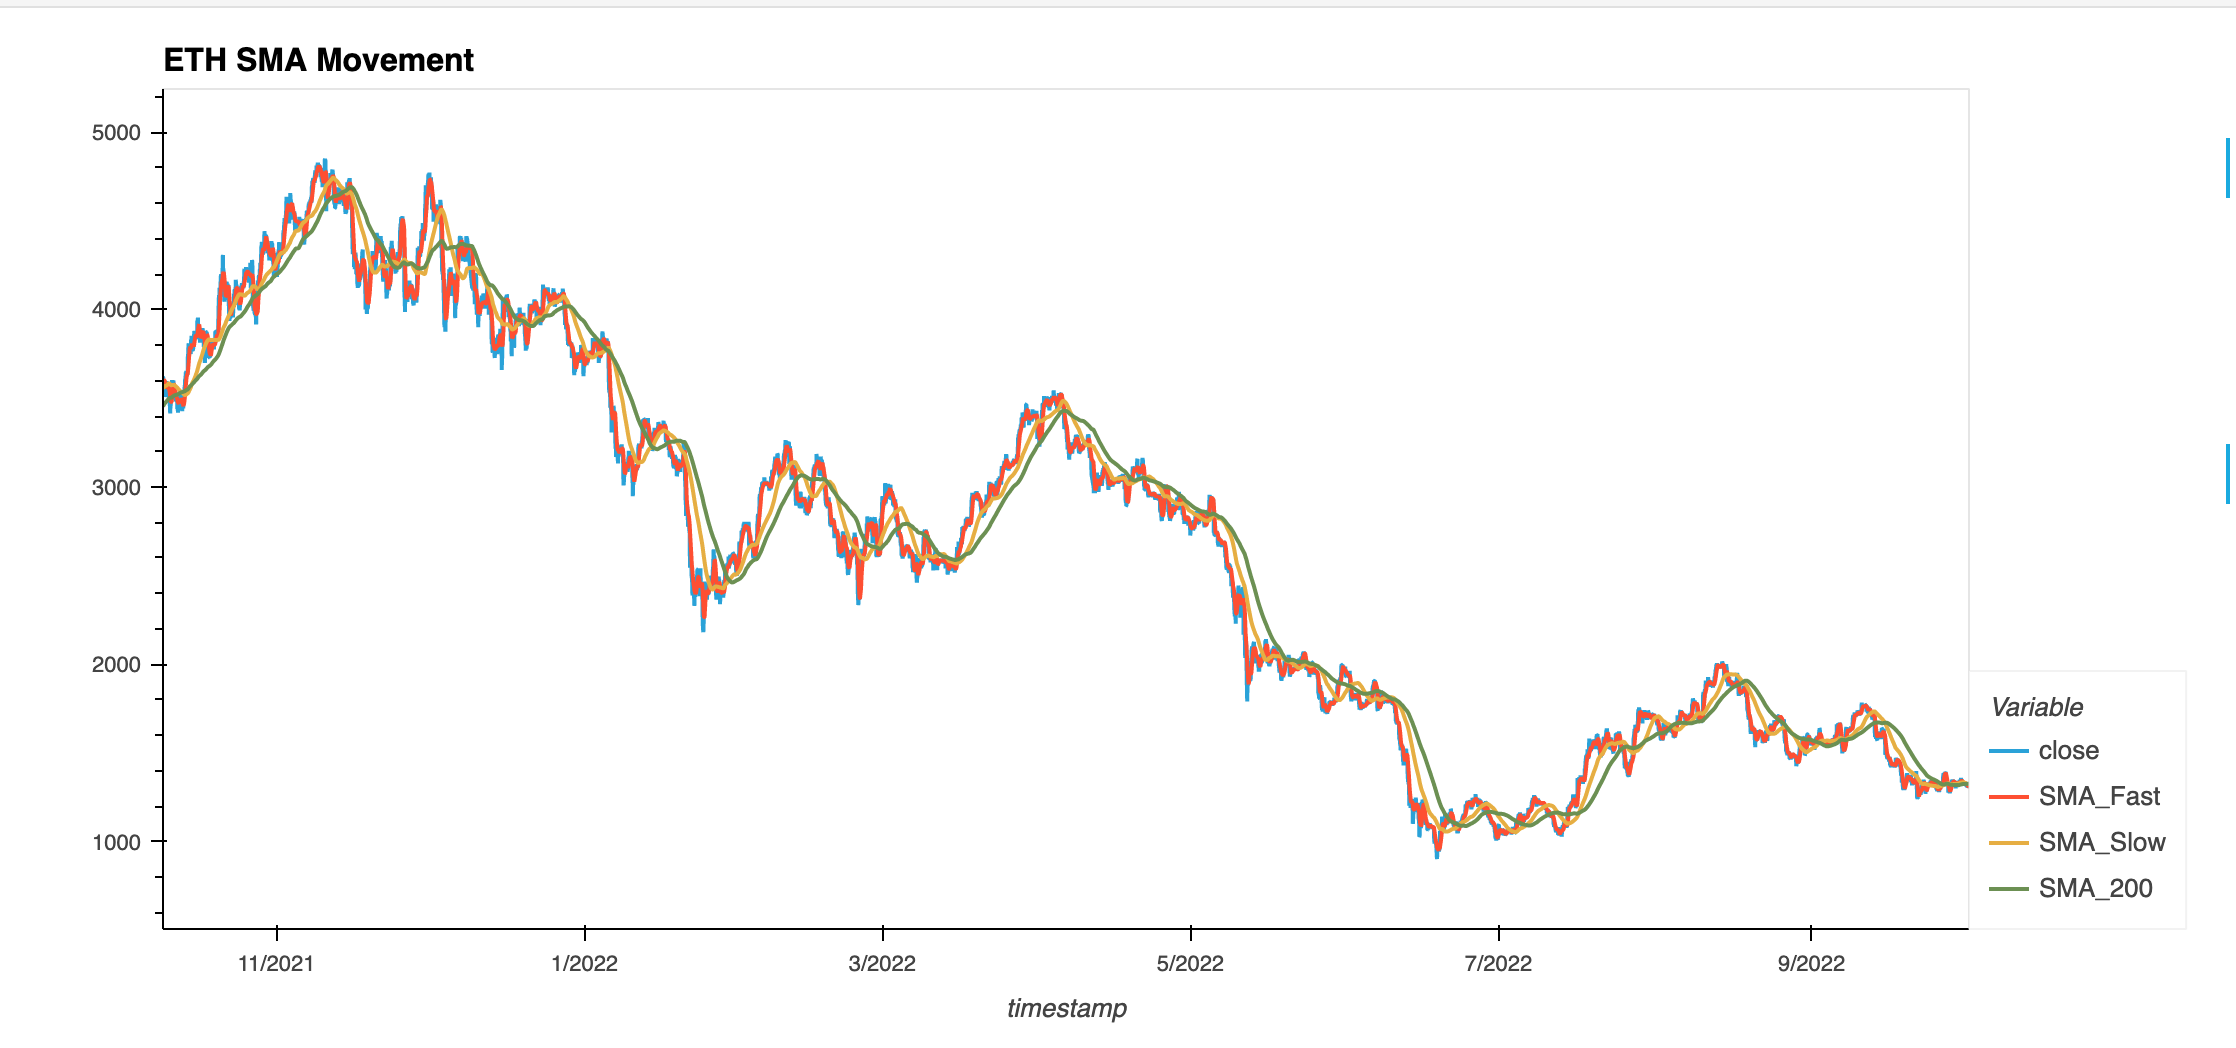 ETH SMA Movement
5000
4000
3000
2000
1000
11/2021
1/2022
3/2022
5/2022
7/2022
9/2022
timestamp
Variable
close
SMA_Fast
SMA_Slow
SMA_200